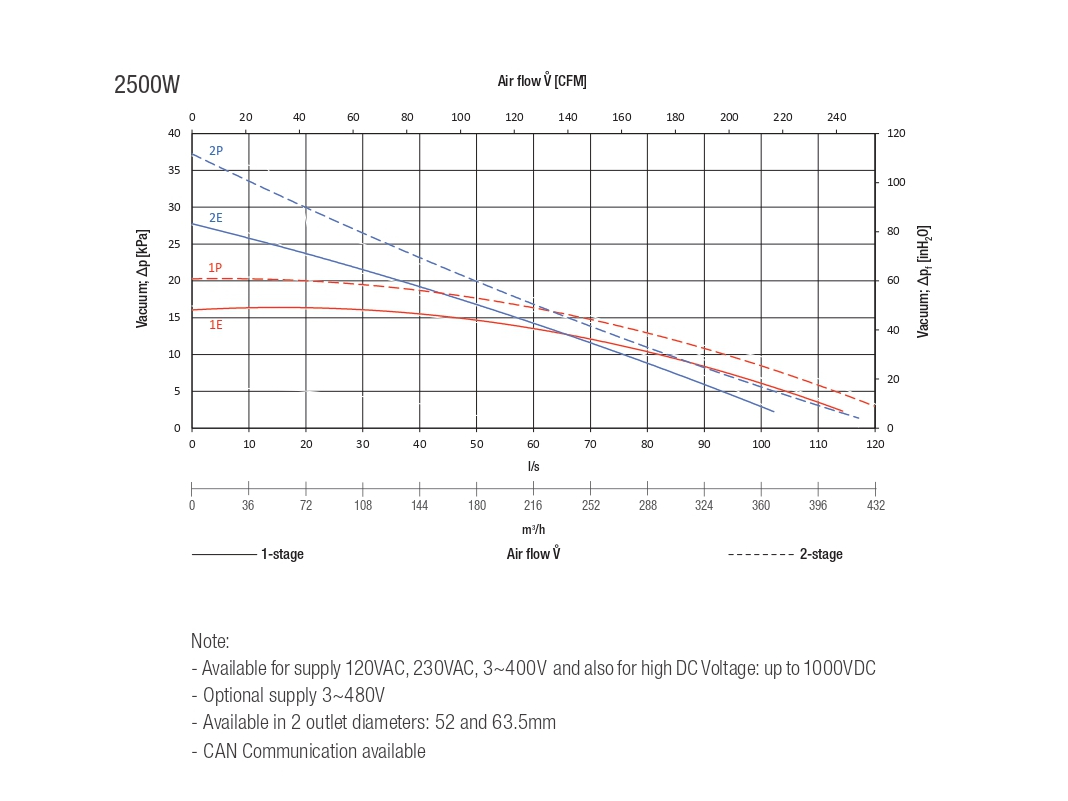 2500W
Air flow V̊ [CFM]
0 20 40 60 80 100 120 140 160 180 200 220 240
40 120
2P
35 100
30
2E 80
25
1P
20 60
15
1E 40
10
5 20
0 0
Vacuum; Δp [kPa]
Vacuum; Δpₜ [inH₂O]
0 10 20 30 40 50 60 70 80 90 100 110 120
l/s
0 36 72 108 144 180 216 252 288 324 360 396 432
m³/h
1-stage Air flow V̊ 2-stage
Note:
- Available for supply 120VAC, 230VAC, 3~400V and also for high DC Voltage: up to 1000VDC
- Optional supply 3~480V
- Available in 2 outlet diameters: 52 and 63.5mm
- CAN Communication available